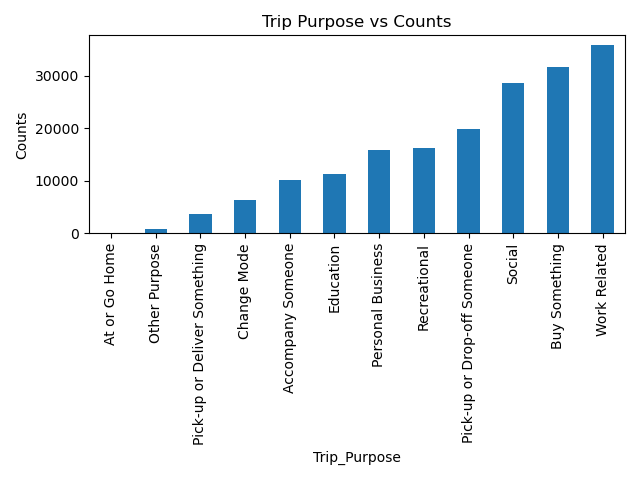 Trip Purpose vs Counts
Counts
30000
20000
10000
0
At or Go Home
Other Purpose
Pick-up or Deliver Something
Change Mode
Accompany Someone
Education
Personal Business
Recreational
Pick-up or Drop-off Someone
Social
Buy Something
Work Related
Trip_Purpose